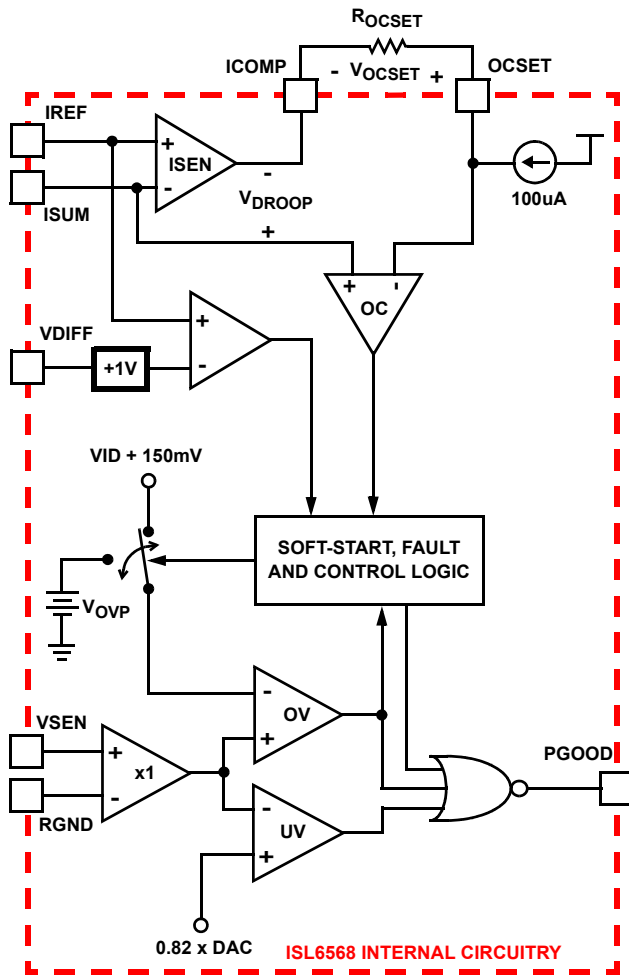 ROCSET
ICOMP
- VOCSET +
OCSET
IREF
+
ISEN
-
-
VDROOP
+
100uA
ISUM
+ -
OC
VDIFF
+1V
+
-
VID + 150mV
SOFT-START, FAULT
AND CONTROL LOGIC
VOVP
-
OV
+
VSEN
+
x1
-
RGND
-
UV
+
PGOOD
0.82 x DAC
ISL6568 INTERNAL CIRCUITRY